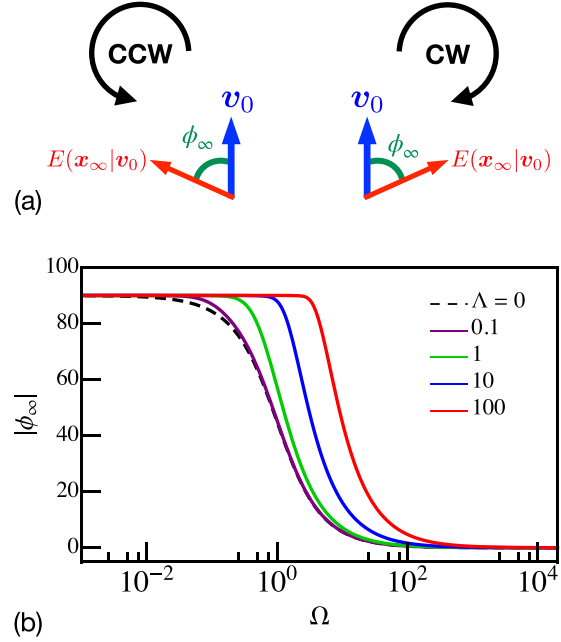 CCW
CW
v₀
v₀
ϕ∞
ϕ∞
E(x∞|v₀)
E(x∞|v₀)
(a)
100
80
60
40
20
0
|ϕ∞|
Λ = 0
0.1
1
10
100
10⁻²
10⁰
10²
10⁴
Ω
(b)